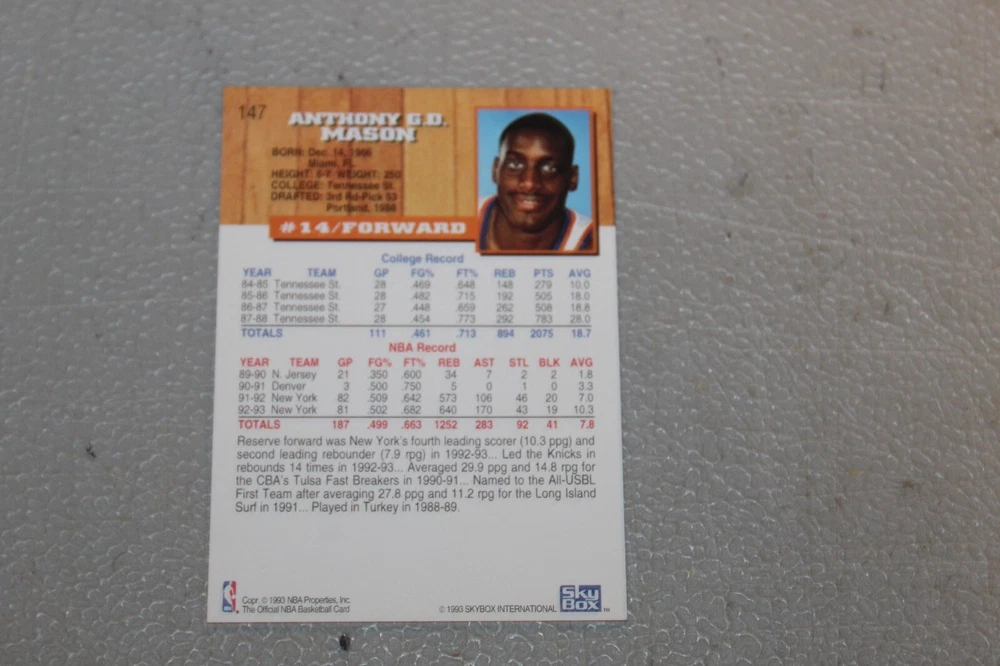 147
ANTHONY G.D.
MASON
BORN: Dec. 14, 1966
Miami, FL
HEIGHT: 6-7 WEIGHT: 250
COLLEGE: Tennessee St.
DRAFTED: 3rd Rd-Pick 53
Portland, 1988
#14/FORWARD
College Record
YEAR TEAM GP FG% FT% REB PTS AVG
84-85 Tennessee St. 28 .469 .648 148 279 10.0
85-86 Tennessee St. 28 .482 .715 192 505 18.0
86-87 Tennessee St. 27 .448 .659 262 508 18.8
87-88 Tennessee St. 28 .454 .773 292 783 28.0
TOTALS 111 .461 .713 894 2075 18.7
NBA Record
YEAR TEAM GP FG% FT% REB AST STL BLK AVG
89-90 N. Jersey 21 .350 .600 34 7 2 2 1.8
90-91 Denver 3 .500 .750 5 0 1 0 3.3
91-92 New York 82 .509 .642 573 106 46 20 7.0
92-93 New York 81 .502 .682 640 170 43 19 10.3
TOTALS 187 .499 .663 1252 283 92 41 7.8
Reserve forward was New York's fourth leading scorer (10.3 ppg) and
second leading rebounder (7.9 rpg) in 1992-93... Led the Knicks in
rebounds 14 times in 1992-93... Averaged 29.9 ppg and 14.8 rpg for
the CBA's Tulsa Fast Breakers in 1990-91... Named to the All-USBL
First Team after averaging 27.8 ppg and 11.2 rpg for the Long Island
Surf in 1991... Played in Turkey in 1988-89.
Copr. © 1993 NBA Properties, Inc.
The Official NBA Basketball Card
© 1993 SKYBOX INTERNATIONAL
Sky
Box
TM